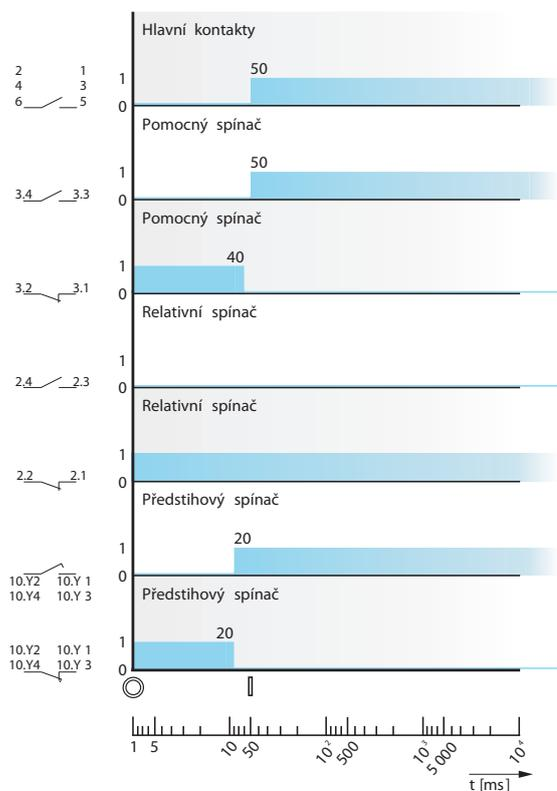 Hlavní kontakty
2 1
4 3
6 5
1
0
50
Pomocný spínač
3.4 3.3
1
0
50
Pomocný spínač
3.2 3.1
1
0
40
Relativní spínač
2.4 2.3
1
0
Relativní spínač
2.2 2.1
1
0
Předstihový spínač
10.Y2 10.Y 1
10.Y4 10.Y 3
1
0
20
Předstihový spínač
10.Y2 10.Y 1
10.Y4 10.Y 3
1
0
20
1 5 10 50 10² 500 10³ 5 000 10⁴
t [ms]